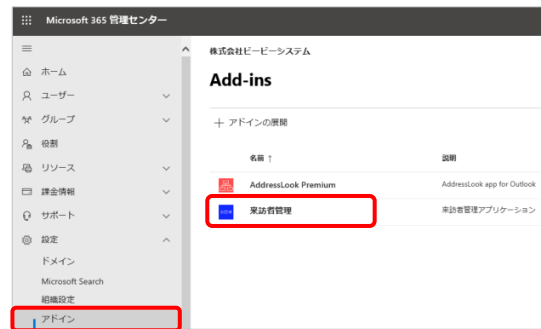 Microsoft 365 管理センター
株式会社ビービーシステム
ホーム
Add-ins
ユーザー
グループ
アドインの展開
役割
名前 ↑ 説明
リソース
AddressLook Premium AddressLook app for Outlook
課金情報
来訪者管理 来訪者管理アプリケーション
サポート
設定
ドメイン
Microsoft Search
組織設定
アドイン